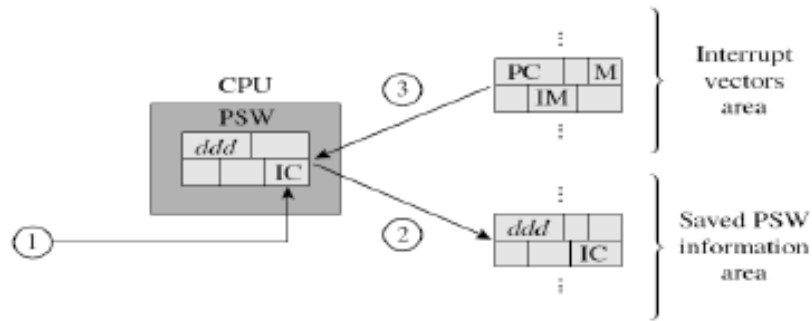 CPU
PSW
ddd
IC
1
2
3
PC M
IM
Interrupt
vectors
area
ddd
IC
Saved PSW
information
area